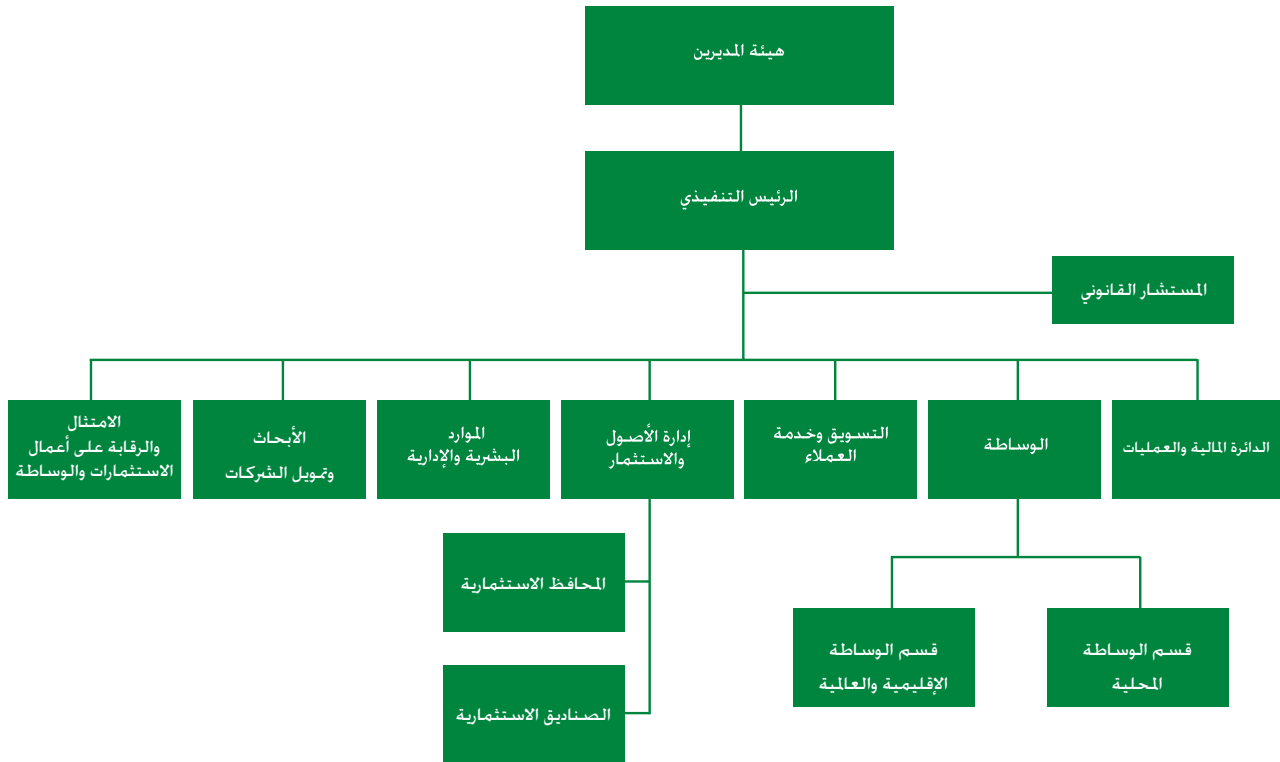 هيئة المديرين
الرئيس التنفيذي
المستشار القانوني
الدائرة المالية والعمليات
الوساطة
التسويق وخدمة
العملاء
إدارة الأصول
والاستثمار
الموارد
البشرية والإدارية
الأبحاث
وتمويل الشركات
الامتثال
والرقابة على أعمال
الاستثمارات والوساطة
قسم الوساطة
المحلية
قسم الوساطة
الإقليمية والعالمية
المحافظ الاستثمارية
الصناديق الاستثمارية